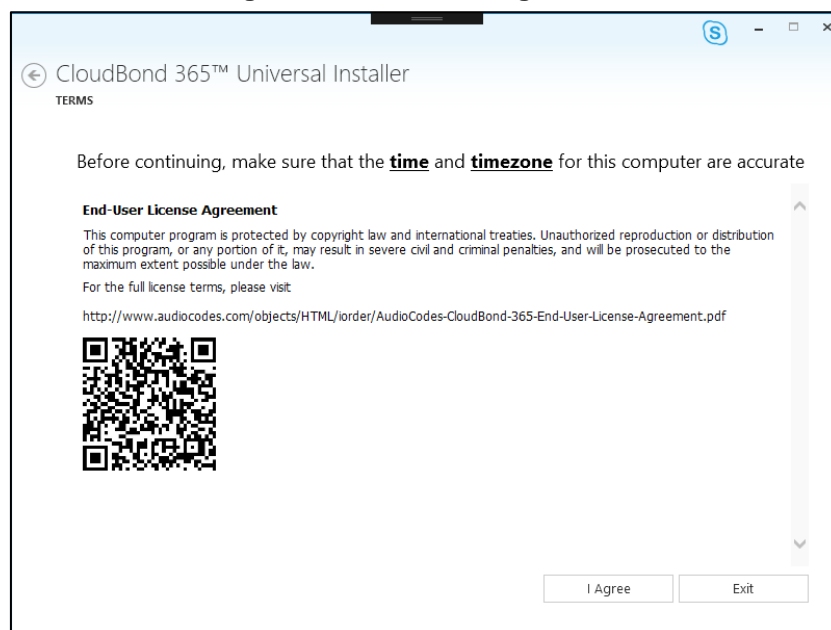 S
CloudBond 365™ Universal Installer
TERMS
Before continuing, make sure that the time and timezone for this computer are accurate
End-User License Agreement
This computer program is protected by copyright law and international treaties. Unauthorized reproduction or distribution
of this program, or any portion of it, may result in severe civil and criminal penalties, and will be prosecuted to the
maximum extent possible under the law.
For the full license terms, please visit
http://www.audiocodes.com/objects/HTML/iorder/AudioCodes-CloudBond-365-End-User-License-Agreement.pdf
I Agree
Exit